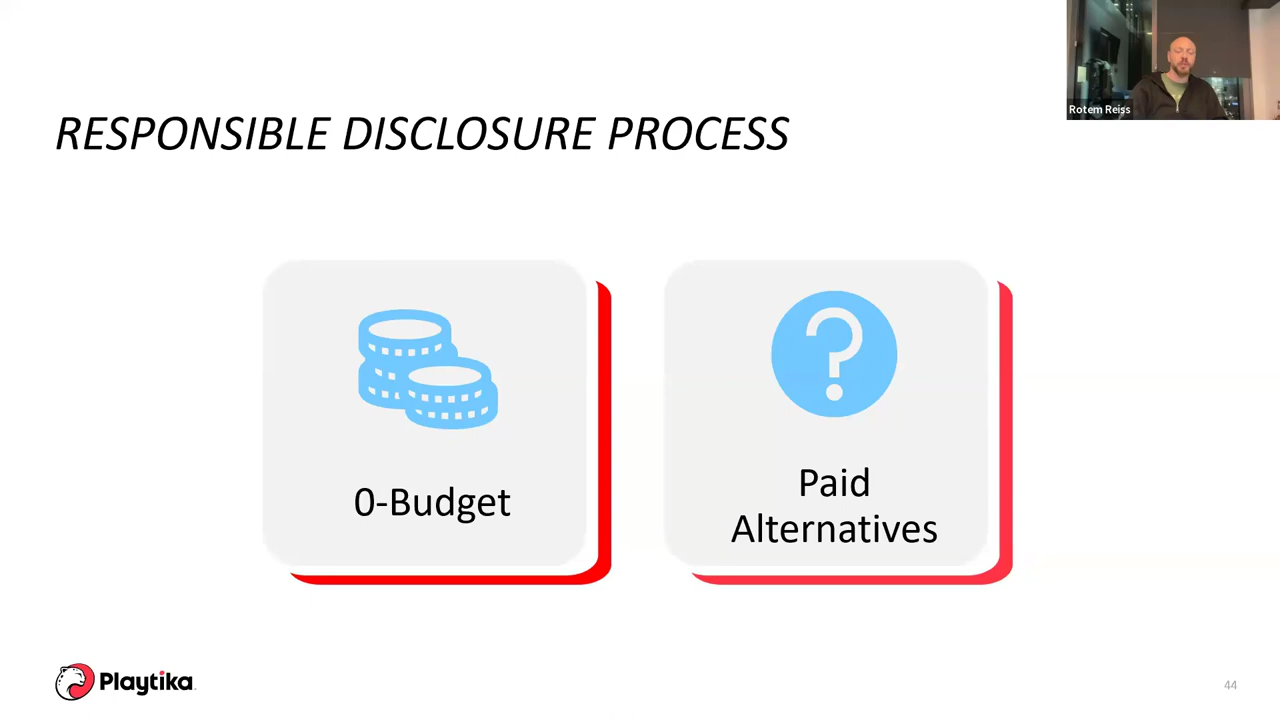 Rotem Reiss
RESPONSIBLE DISCLOSURE PROCESS
0-Budget
Paid
Alternatives
Playtika
44